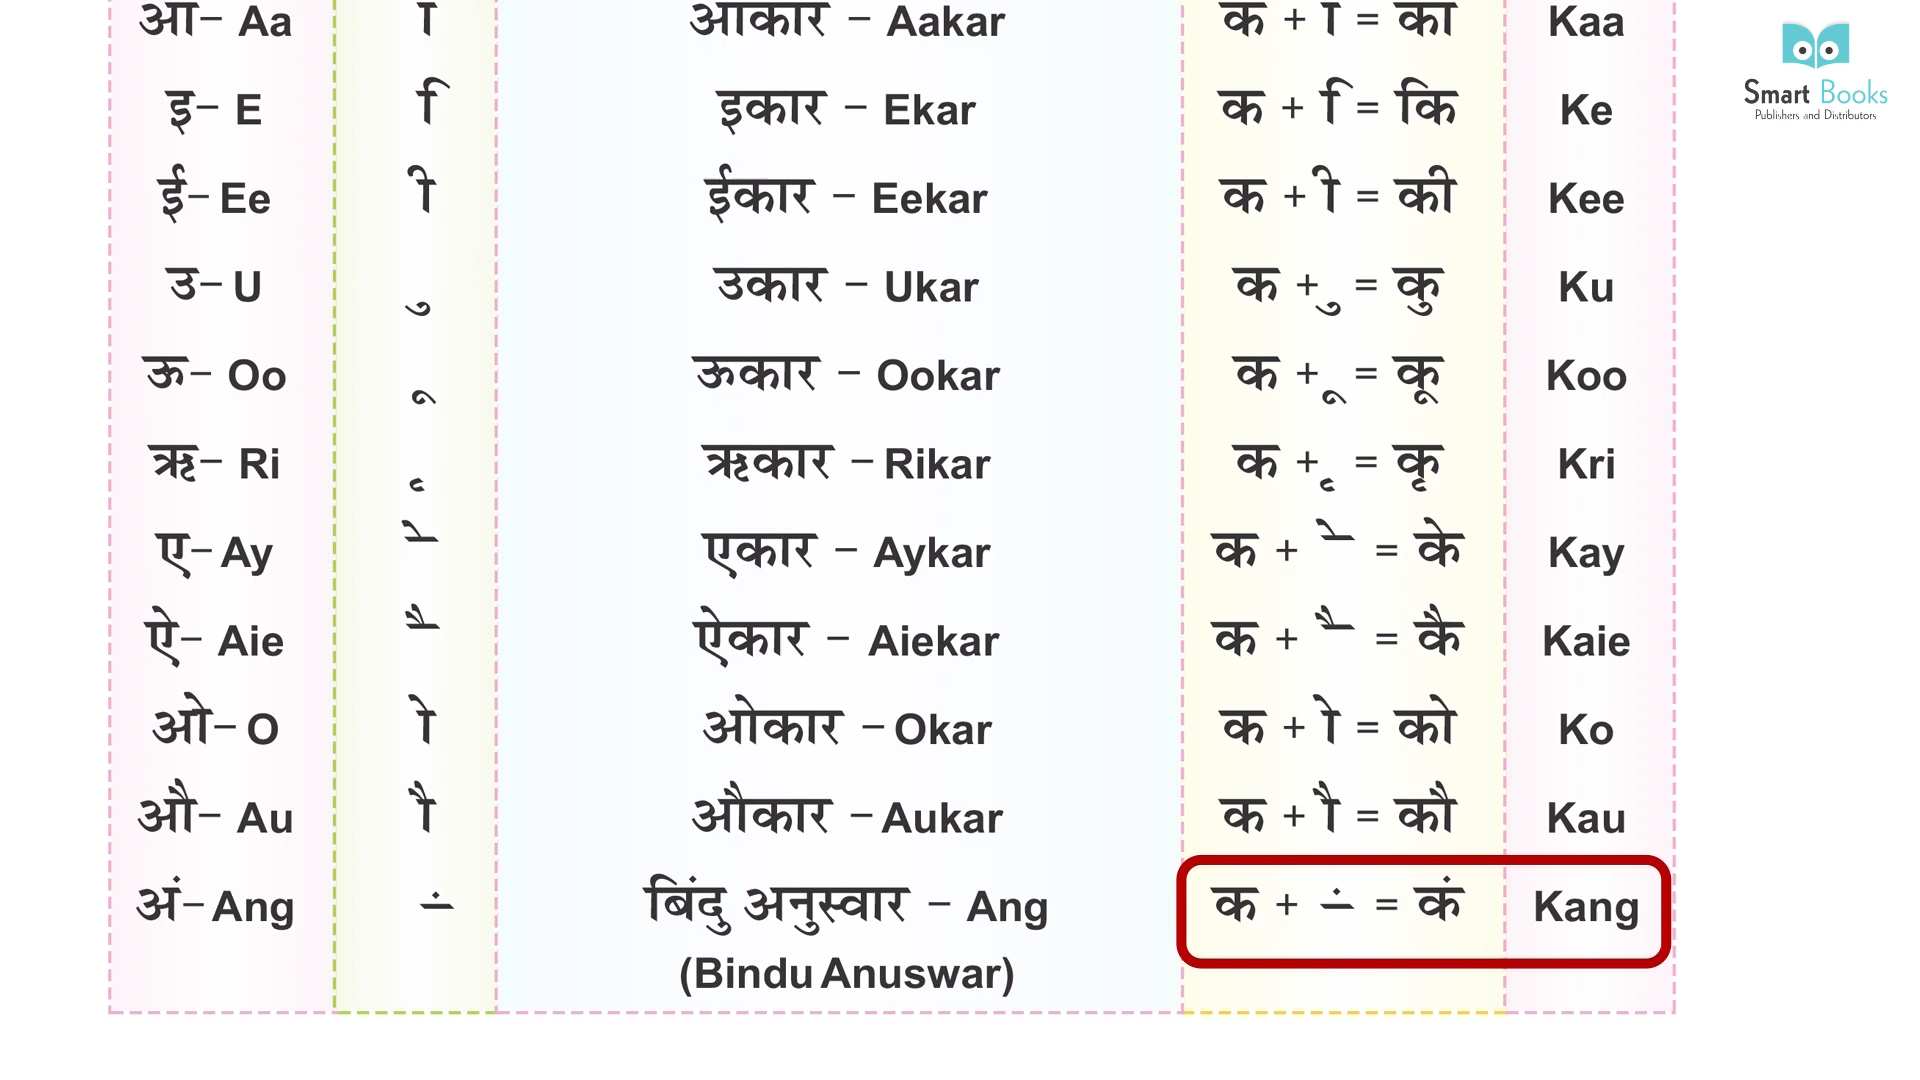 आ– Aa ा आकार – Aakar क + ा = का Kaa
इ– E ि इकार – Ekar क + ि = कि Ke
ई– Ee ी ईकार – Eekar क + ी = की Kee
उ– U ु उकार – Ukar क + ु = कु Ku
ऊ– Oo ू ऊकार – Ookar क + ू = कू Koo
ऋ– Ri ृ ऋकार – Rikar क + ृ = कृ Kri
ए– Ay े एकार – Aykar क + े = के Kay
ऐ– Aie ै ऐकार – Aiekar क + ै = कै Kaie
ओ– O ो ओकार – Okar क + ो = को Ko
औ– Au ौ औकार – Aukar क + ौ = कौ Kau
अं– Ang ं बिंदु अनुस्वार – Ang क + ं = कं Kang
(Bindu Anuswar)
Smart Books
Publishers and Distributors